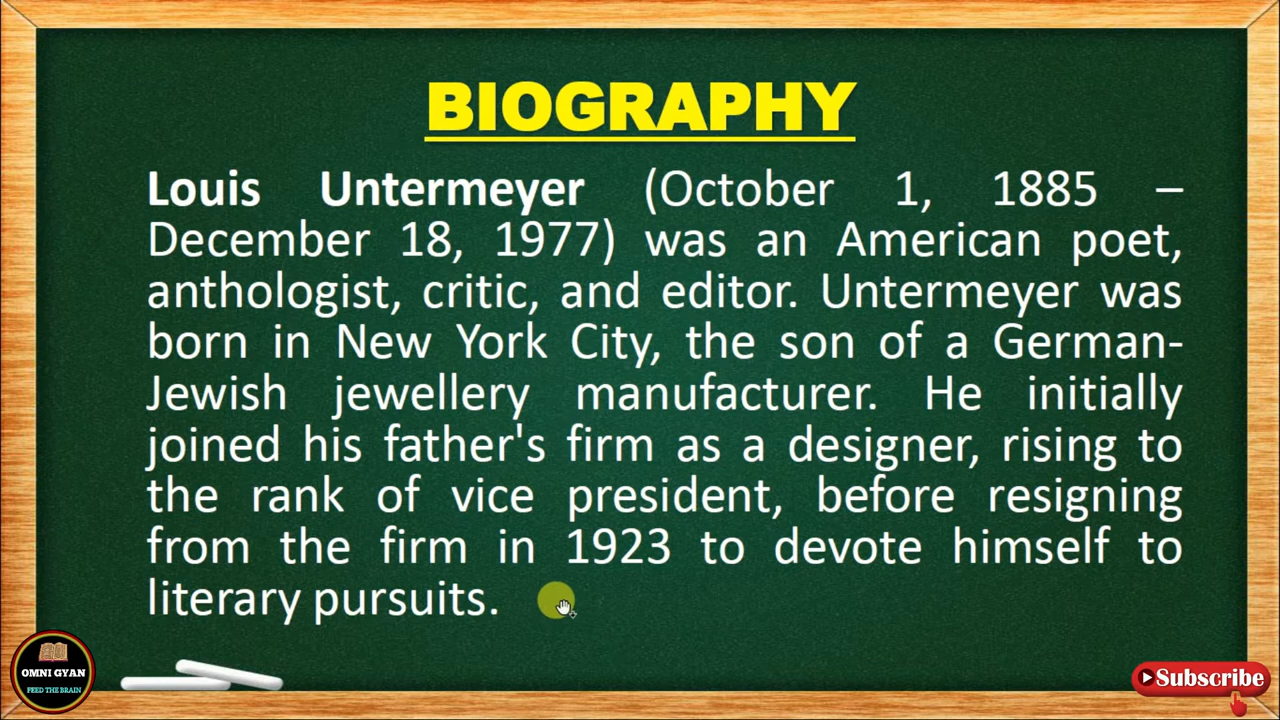 BIOGRAPHY
Louis Untermeyer (October 1, 1885 –
December 18, 1977) was an American poet,
anthologist, critic, and editor. Untermeyer was
born in New York City, the son of a German-
Jewish jewellery manufacturer. He initially
joined his father's firm as a designer, rising to
the rank of vice president, before resigning
from the firm in 1923 to devote himself to
literary pursuits.
OMNI GYAN
FEED THE BRAIN
Subscribe